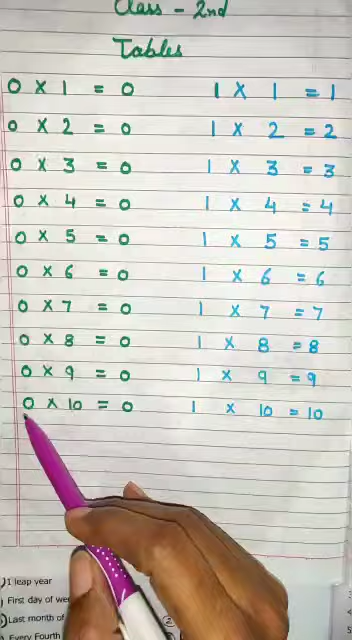 Class - 2nd
Tables
0 X 1 = 0
0 X 2 = 0
0 X 3 = 0
0 X 4 = 0
0 X 5 = 0
0 X 6 = 0
0 X 7 = 0
0 X 8 = 0
0 X 9 = 0
0 X 10 = 0
1 X 1 = 1
1 X 2 = 2
1 X 3 = 3
1 X 4 = 4
1 X 5 = 5
1 X 6 = 6
1 X 7 = 7
1 X 8 = 8
1 X 9 = 9
1 X 10 = 10
1 leap year
First day of
Last month of
Every Fourth